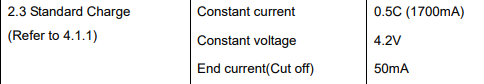 2.3 Standard Charge Constant current 0.5C (1700mA)
(Refer to 4.1.1) Constant voltage 4.2V
End current(Cut off) 50mA